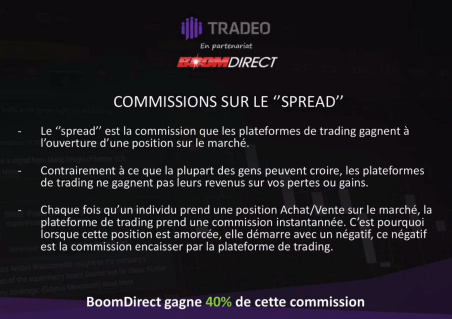 TRADEO
En partenariat
BOOMDIRECT
COMMISSIONS SUR LE ‘’SPREAD’’
- Le ‘’spread’’ est la commission que les plateformes de trading gagnent à
l’ouverture d’une position sur le marché.
- Contrairement à ce que la plupart des gens peuvent croire, les plateformes
de trading ne gagnent pas leurs revenus sur vos pertes ou gains.
- Chaque fois qu’un individu prend une position Achat/Vente sur le marché, la
plateforme de trading prend une commission instantannée. C’est pourquoi
lorsque cette position est amorcée, elle démarre avec un négatif, ce négatif
est la commission encaisser par la plateforme de trading.
BoomDirect gagne 40% de cette commission